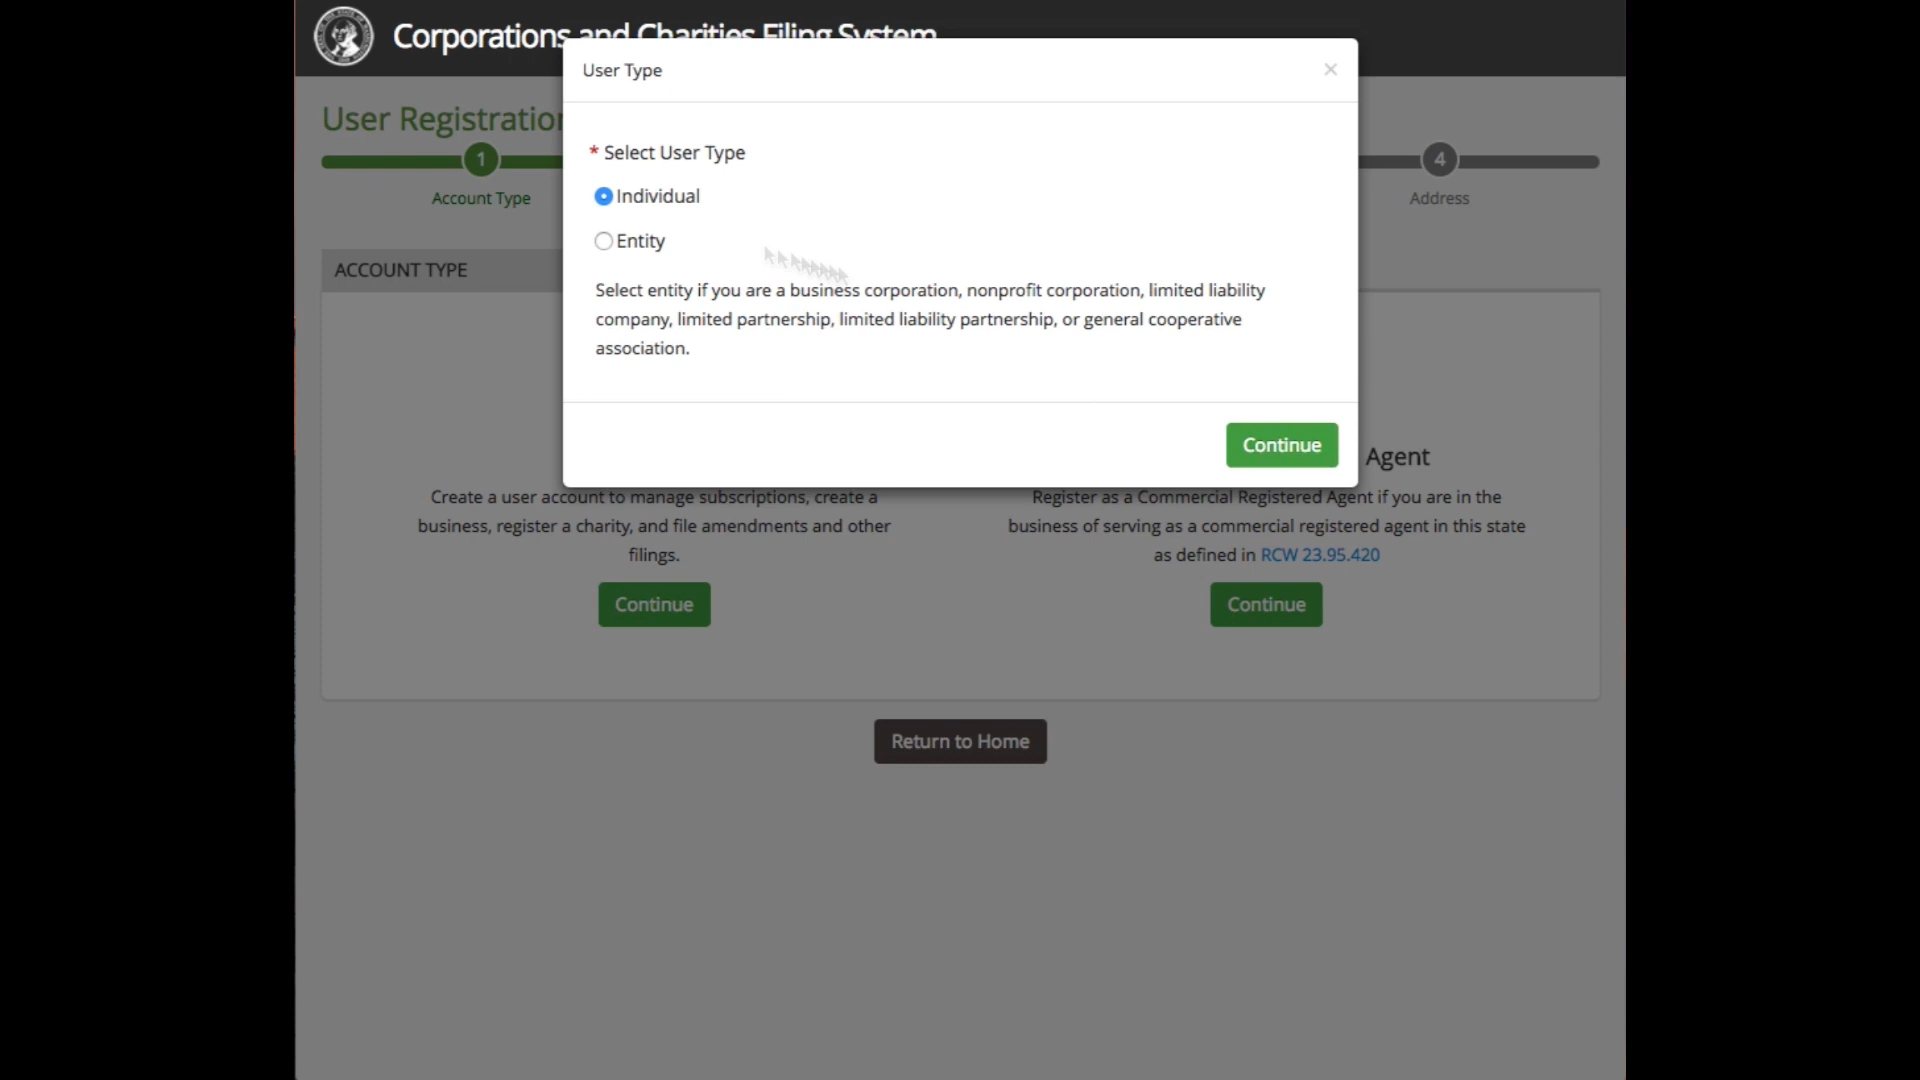 Corporations and Charities Filing System
User Type
×
User Registration
* Select User Type
1
4
Individual
Account Type
Address
Entity
ACCOUNT TYPE
Select entity if you are a business corporation, nonprofit corporation, limited liability
company, limited partnership, limited liability partnership, or general cooperative
association.
Continue
Agent
Create a user account to manage subscriptions, create a
business, register a charity, and file amendments and other
filings.
Continue
Register as a Commercial Registered Agent if you are in the
business of serving as a commercial registered agent in this state
as defined in RCW 23.95.420
Continue
Return to Home